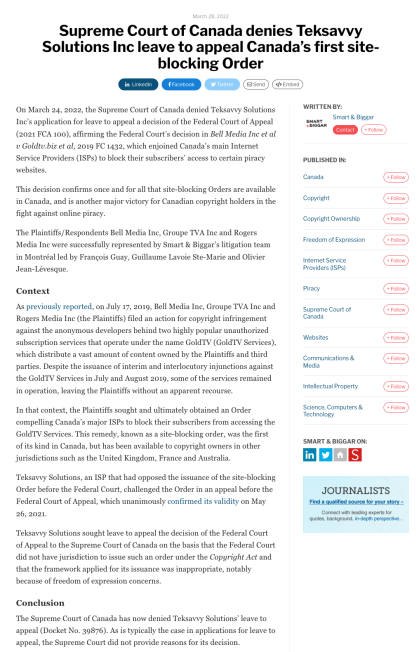 March 28, 2022
Supreme Court of Canada denies Teksavvy
Solutions Inc leave to appeal Canada's first site-
blocking Order
LinkedIn
Facebook
Twitter
Send
Embed
On March 24, 2022, the Supreme Court of Canada denied Teksavvy Solutions
Inc's application for leave to appeal a decision of the Federal Court of Appeal
(2021 FCA 100), affirming the Federal Court's decision in Bell Media Inc et al
v Goldtv.biz et al, 2019 FC 1432, which enjoined Canada's main Internet
Service Providers (ISPs) to block their subscribers' access to certain piracy
websites.
This decision confirms once and for all that site-blocking Orders are available
in Canada, and is another major victory for Canadian copyright holders in the
fight against online piracy.
The Plaintiffs/Respondents Bell Media Inc, Groupe TVA Inc and Rogers
Media Inc were successfully represented by Smart & Biggar's litigation team
in Montréal led by François Guay, Guillaume Lavoie Ste-Marie and Olivier
Jean-Lévesque.
Context
As previously reported, on July 17, 2019, Bell Media Inc, Groupe TVA Inc and
Rogers Media Inc (the Plaintiffs) filed an action for copyright infringement
against the anonymous developers behind two highly popular unauthorized
subscription services that operate under the name GoldTV (GoldTV Services),
which distribute a vast amount of content owned by the Plaintiffs and third
parties. Despite the issuance of interim and interlocutory injunctions against
the GoldTV Services in July and August 2019, some of the services remained
in operation, leaving the Plaintiffs without an apparent recourse.
In that context, the Plaintiffs sought and ultimately obtained an Order
compelling Canada's major ISPs to block their subscribers from accessing the
GoldTV Services. This remedy, known as a site-blocking order, was the first
of its kind in Canada, but has been available to copyright owners in other
jurisdictions such as the United Kingdom, France and Australia.
Teksavvy Solutions, an ISP that had opposed the issuance of the site-blocking
Order before the Federal Court, challenged the Order in an appeal before the
Federal Court of Appeal, which unanimously confirmed its validity on May
26, 2021.
Teksavvy Solutions sought leave to appeal the decision of the Federal Court
of Appeal to the Supreme Court of Canada on the basis that the Federal Court
did not have jurisdiction to issue such an order under the Copyright Act and
that the framework applied for its issuance was inappropriate, notably
because of freedom of expression concerns.
Conclusion
The Supreme Court of Canada has now denied Teksavvy Solutions' leave to
appeal (Docket No. 39876). As is typically the case in applications for leave to
appeal, the Supreme Court did not provide reasons for its decision.
WRITTEN BY:
SMART
& BIGGAR
Smart & Biggar
Contact
+ Follow
PUBLISHED IN:
Canada
+ Follow
Copyright
+ Follow
Copyright Ownership
+ Follow
Freedom of Expression
+ Follow
Internet Service
Providers (ISPs)
+ Follow
Piracy
+ Follow
Supreme Court of
Canada
+ Follow
Websites
+ Follow
Communications &
Media
+ Follow
Intellectual Property
+ Follow
Science, Computers &
Technology
+ Follow
SMART & BIGGAR ON:
JOURNALISTS
Find a qualified source for your story »
Connect with leading experts for
quotes, background, in-depth perspective...